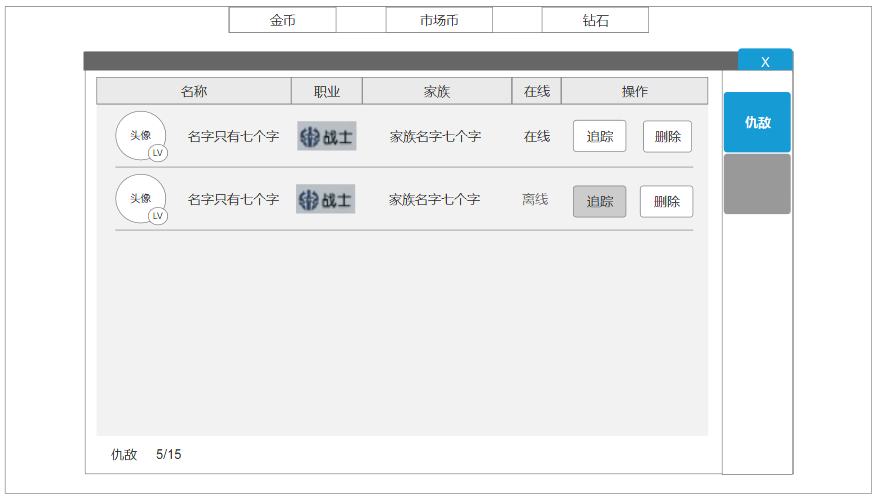 金币 市场币 钻石
X
名称 职业 家族 在线 操作
仇敌
头像 LV 名字只有七个字 战士 家族名字七个字 在线 追踪 删除
头像 LV 名字只有七个字 战士 家族名字七个字 离线 追踪 删除
仇敌 5/15